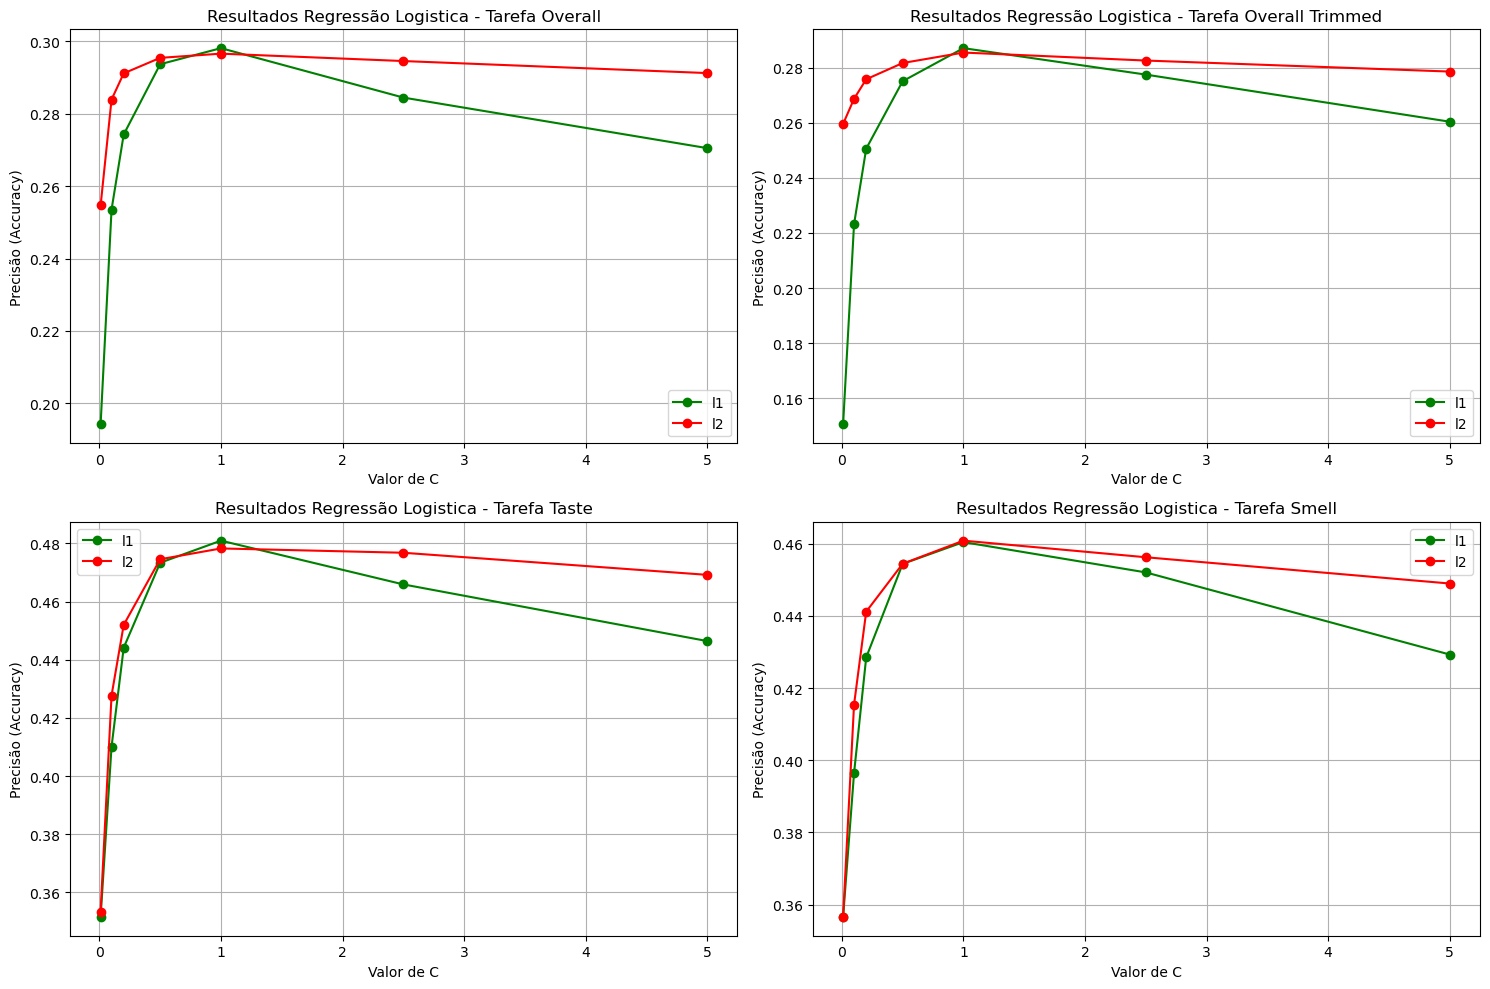 Resultados Regressão Logistica - Tarefa Overall
Precisão (Accuracy)
0.30
0.28
0.26
0.24
0.22
0.20
l1
l2
0 1 2 3 4 5
Valor de C
Resultados Regressão Logistica - Tarefa Overall Trimmed
Precisão (Accuracy)
0.28
0.26
0.24
0.22
0.20
0.18
0.16
l1
l2
0 1 2 3 4 5
Valor de C
Resultados Regressão Logistica - Tarefa Taste
Precisão (Accuracy)
0.48
0.46
0.44
0.42
0.40
0.38
0.36
l1
l2
0 1 2 3 4 5
Valor de C
Resultados Regressão Logistica - Tarefa Smell
Precisão (Accuracy)
0.46
0.44
0.42
0.40
0.38
0.36
l1
l2
0 1 2 3 4 5
Valor de C